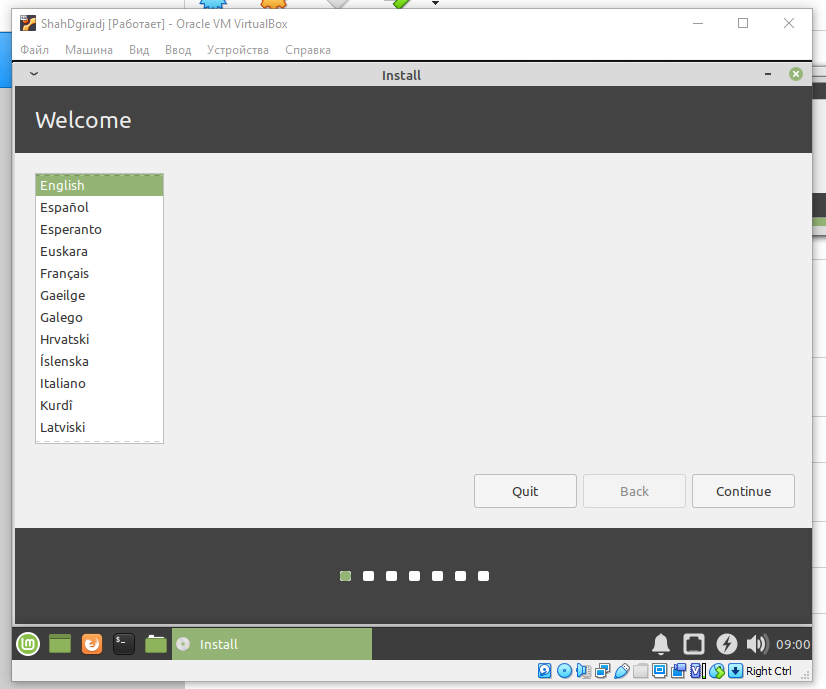 ShahDgiradj [Работает] - Oracle VM VirtualBox
Файл Машина Вид Ввод Устройства Справка
Install
Welcome
English
Español
Esperanto
Euskara
Français
Gaeilge
Galego
Hrvatski
Íslenska
Italiano
Kurdî
Latviski
Quit Back Continue
Install 09:00
Right Ctrl